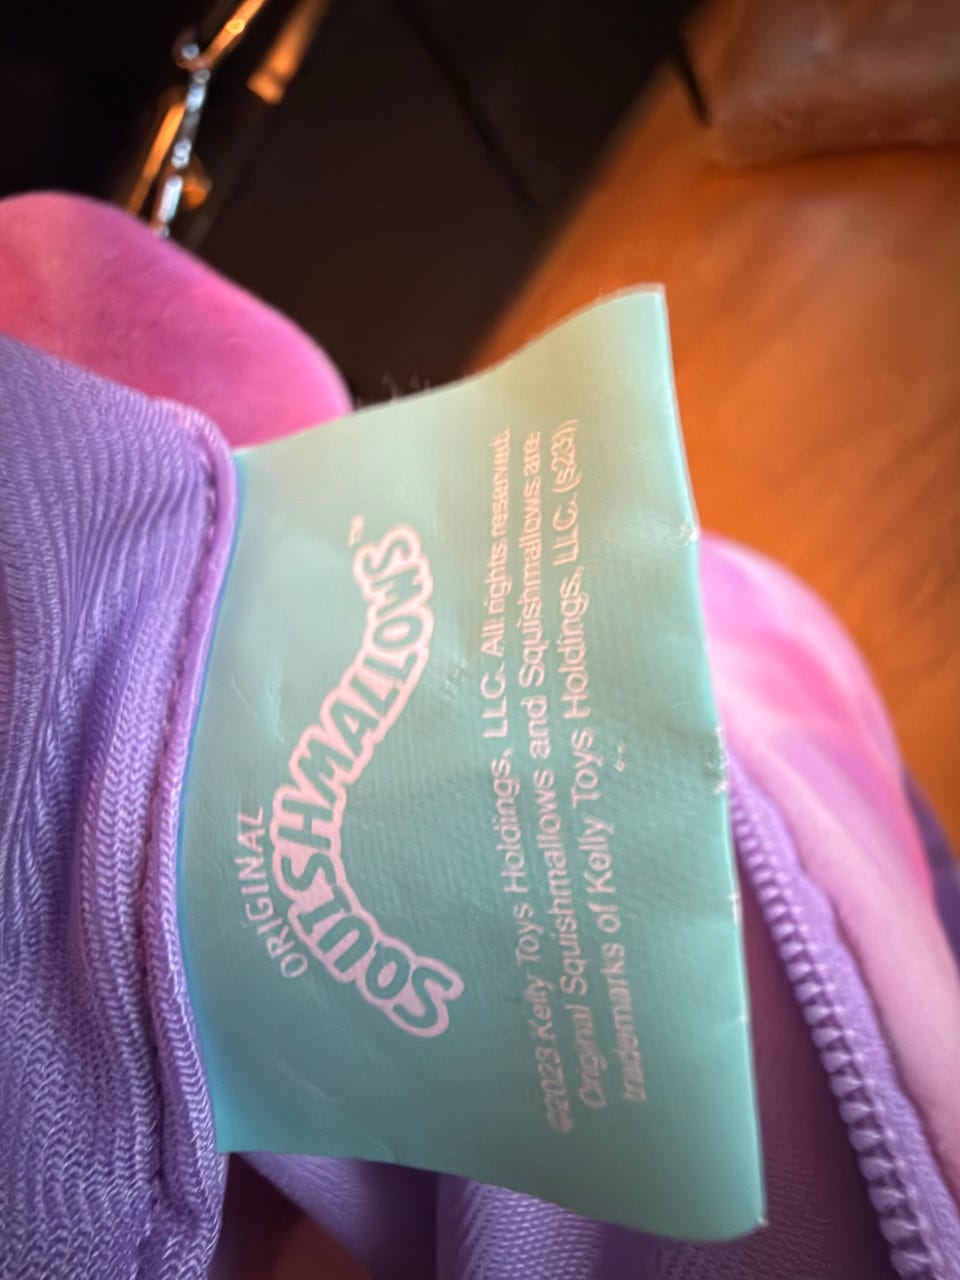 ORIGINAL
SQUISHMALLOWS™
©2023 Kelly Toys Holdings, LLC. All rights reserved.
Original Squishmallows and Squishmallows are
trademarks of Kelly Toys Holdings, LLC. (s23)